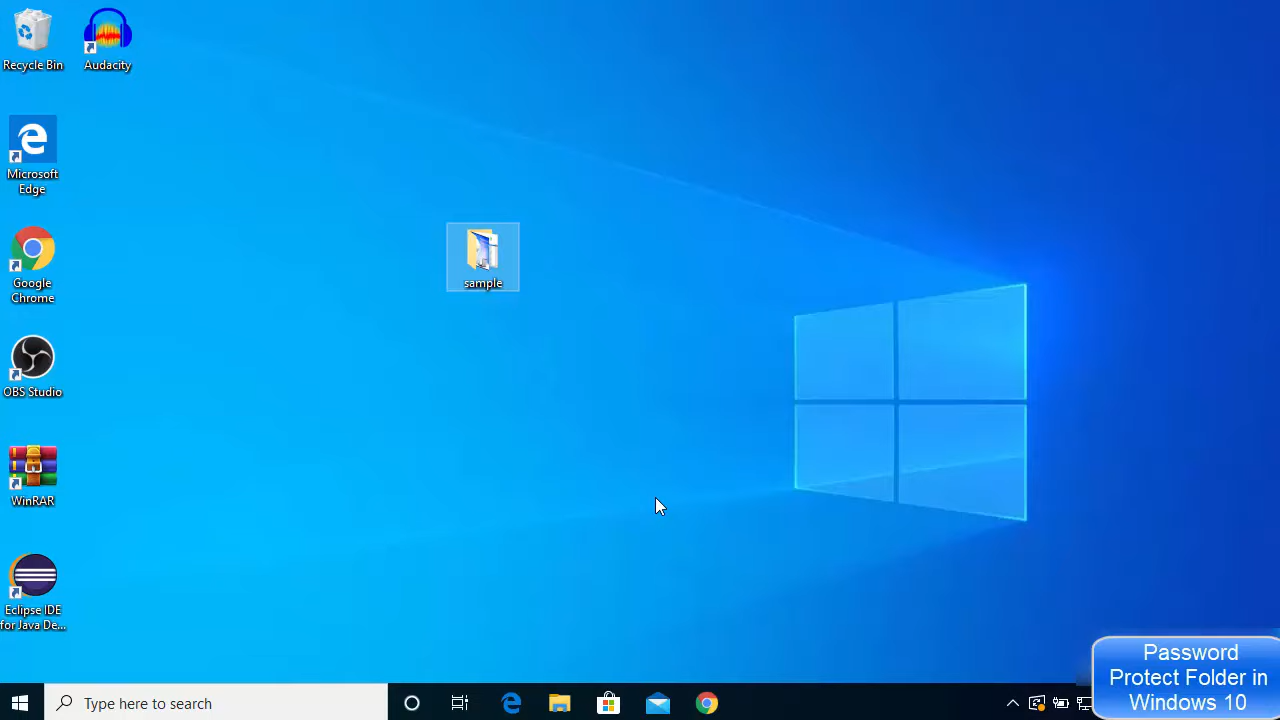 Recycle Bin
Audacity
Microsoft
Edge
sample
Google
Chrome
OBS Studio
WinRAR
Eclipse IDE
for Java De...
Type here to search
Password
Protect Folder in
Windows 10